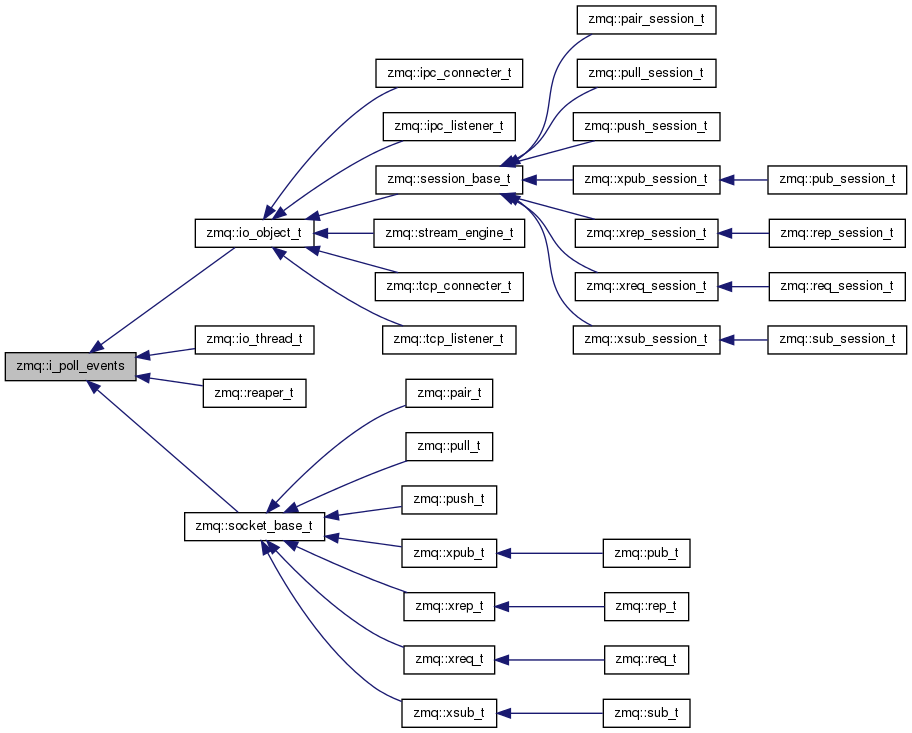 zmq::pair_session_t
zmq::ipc_connecter_t
zmq::pull_session_t
zmq::ipc_listener_t
zmq::push_session_t
zmq::session_base_t
zmq::xpub_session_t
zmq::pub_session_t
zmq::io_object_t
zmq::stream_engine_t
zmq::xrep_session_t
zmq::rep_session_t
zmq::tcp_connecter_t
zmq::xreq_session_t
zmq::req_session_t
zmq::io_thread_t
zmq::tcp_listener_t
zmq::xsub_session_t
zmq::sub_session_t
zmq::i_poll_events
zmq::reaper_t
zmq::pair_t
zmq::pull_t
zmq::push_t
zmq::socket_base_t
zmq::xpub_t
zmq::pub_t
zmq::xrep_t
zmq::rep_t
zmq::xreq_t
zmq::req_t
zmq::xsub_t
zmq::sub_t